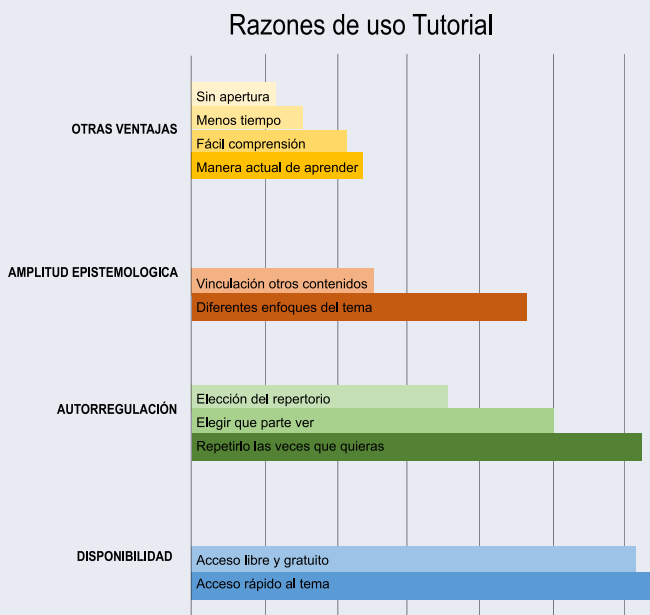 Razones de uso Tutorial
OTRAS VENTAJAS
Sin apertura
Menos tiempo
Fácil comprensión
Manera actual de aprender
AMPLITUD EPISTEMOLOGICA
Vinculación otros contenidos
Diferentes enfoques del tema
AUTORREGULACIÓN
Elección del repertorio
Elegir que parte ver
Repetirlo las veces que quieras
DISPONIBILIDAD
Acceso libre y gratuito
Acceso rápido al tema